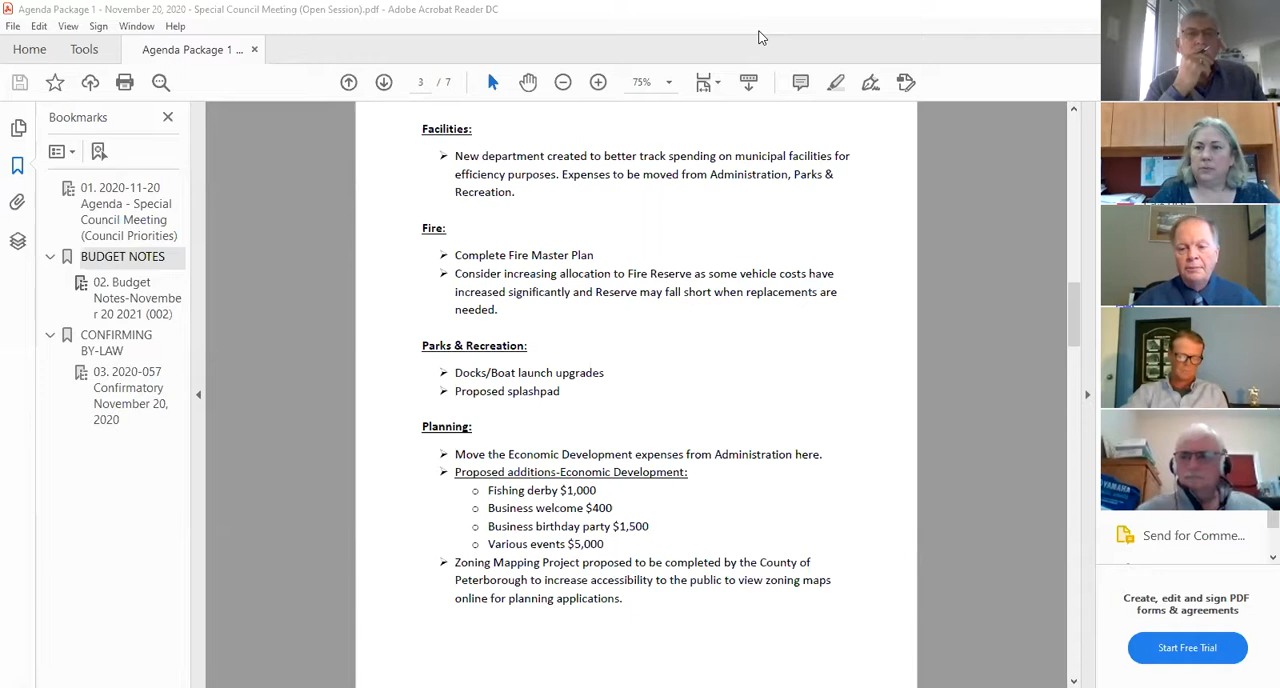 Agenda Package 1 - November 20, 2020 - Special Council Meeting (Open Session).pdf - Adobe Acrobat Reader DC
File Edit View Sign Window Help
Home Tools Agenda Package 1 ... ×
3 / 7 75%
Bookmarks
01. 2020-11-20
Agenda - Special
Council Meeting
(Council Priorities)
BUDGET NOTES
02. Budget
Notes-Novembe
r 20 2021 (002)
CONFIRMING
BY-LAW
03. 2020-057
Confirmatory
November 20,
2020
Facilities:
➢ New department created to better track spending on municipal facilities for
efficiency purposes. Expenses to be moved from Administration, Parks &
Recreation.
Fire:
➢ Complete Fire Master Plan
➢ Consider increasing allocation to Fire Reserve as some vehicle costs have
increased significantly and Reserve may fall short when replacements are
needed.
Parks & Recreation:
➢ Docks/Boat launch upgrades
➢ Proposed splashpad
Planning:
➢ Move the Economic Development expenses from Administration here.
➢ Proposed additions-Economic Development:
o Fishing derby $1,000
o Business welcome $400
o Business birthday party $1,500
o Various events $5,000
➢ Zoning Mapping Project proposed to be completed by the County of
Peterborough to increase accessibility to the public to view zoning maps
online for planning applications.
Send for Comme...
Create, edit and sign PDF
forms & agreements
Start Free Trial